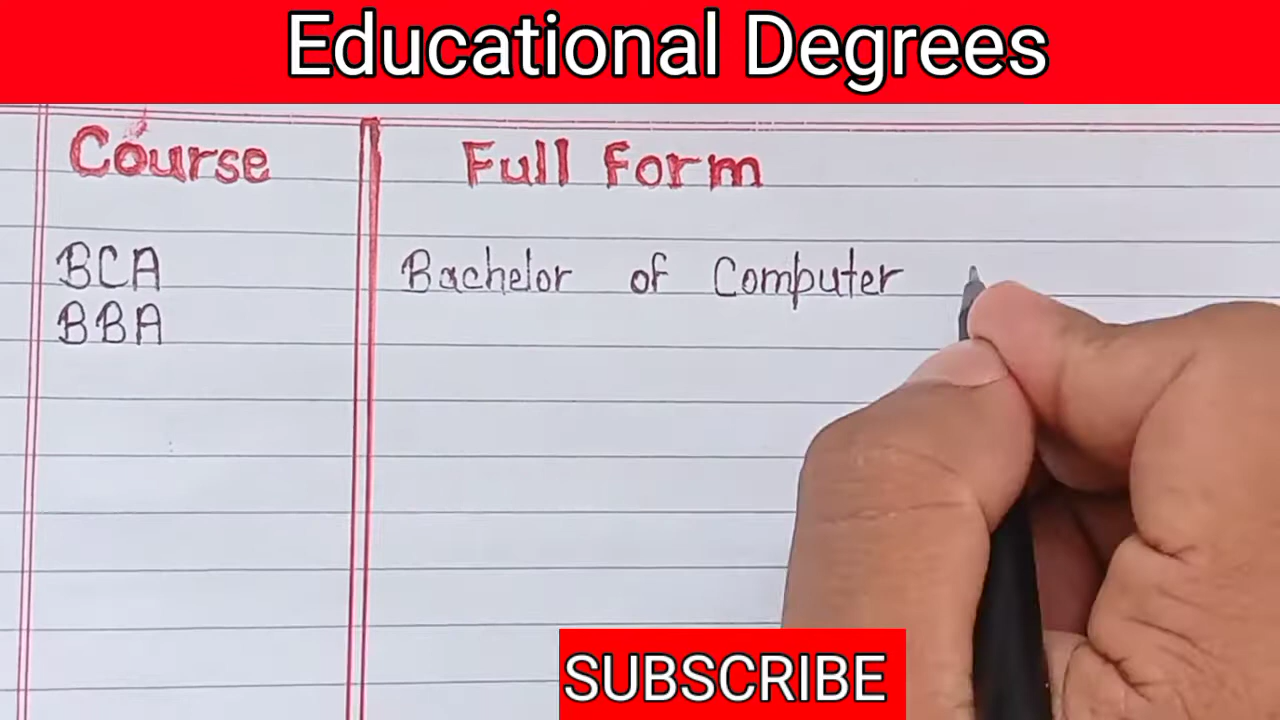 Educational Degrees
Course Full Form
BCA Bachelor of Computer
BBA
SUBSCRIBE